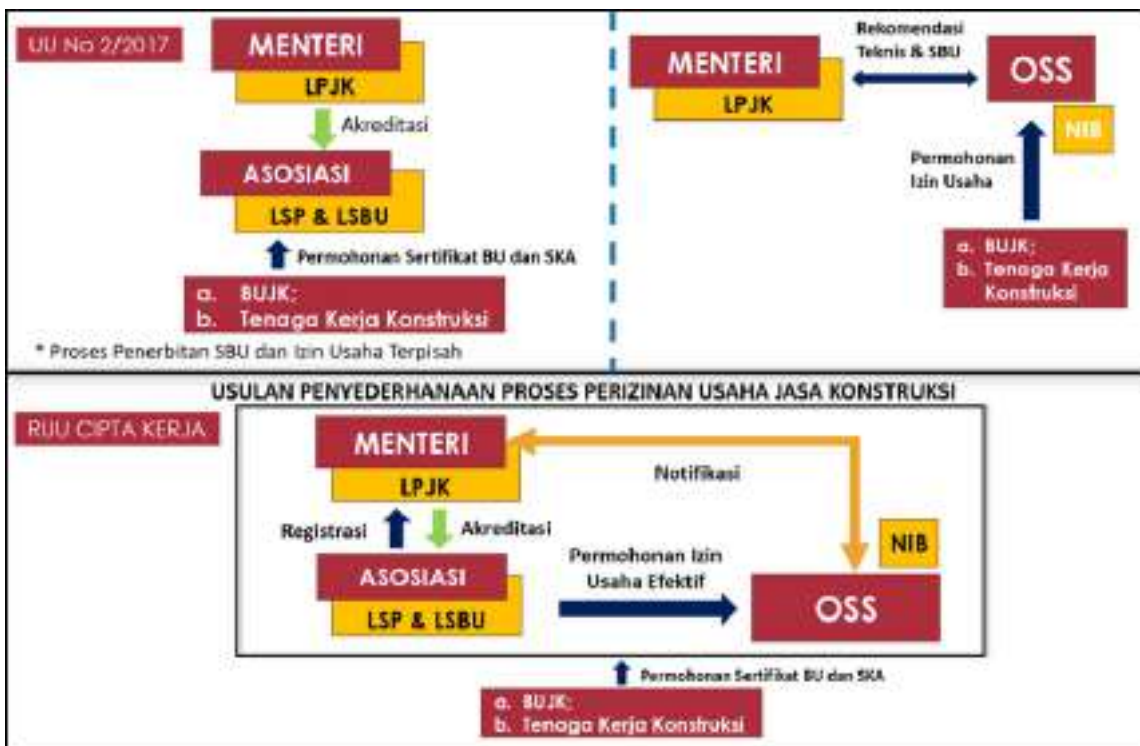 UU No 2/2017
MENTERI
LPJK
Akreditasi
ASOSIASI
LSP & LSBU
Permohonan Sertifikat BU dan SKA
a. BUJK;
b. Tenaga Kerja Konstruksi
* Proses Penerbitan SBU dan Izin Usaha Terpisah
MENTERI
LPJK
Rekomendasi
Teknis & SBU
OSS
NIB
Permohonan
Izin Usaha
a. BUJK;
b. Tenaga Kerja
Konstruksi
USULAN PENYEDERHANAAN PROSES PERIZINAN USAHA JASA KONSTRUKSI
RUU CIPTA KERJA
MENTERI
LPJK
Notifikasi
Registrasi
Akreditasi
NIB
ASOSIASI
LSP & LSBU
Permohonan Izin
Usaha Efektif
OSS
Permohonan Sertifikat BU dan SKA
a. BUJK;
b. Tenaga Kerja Konstruksi